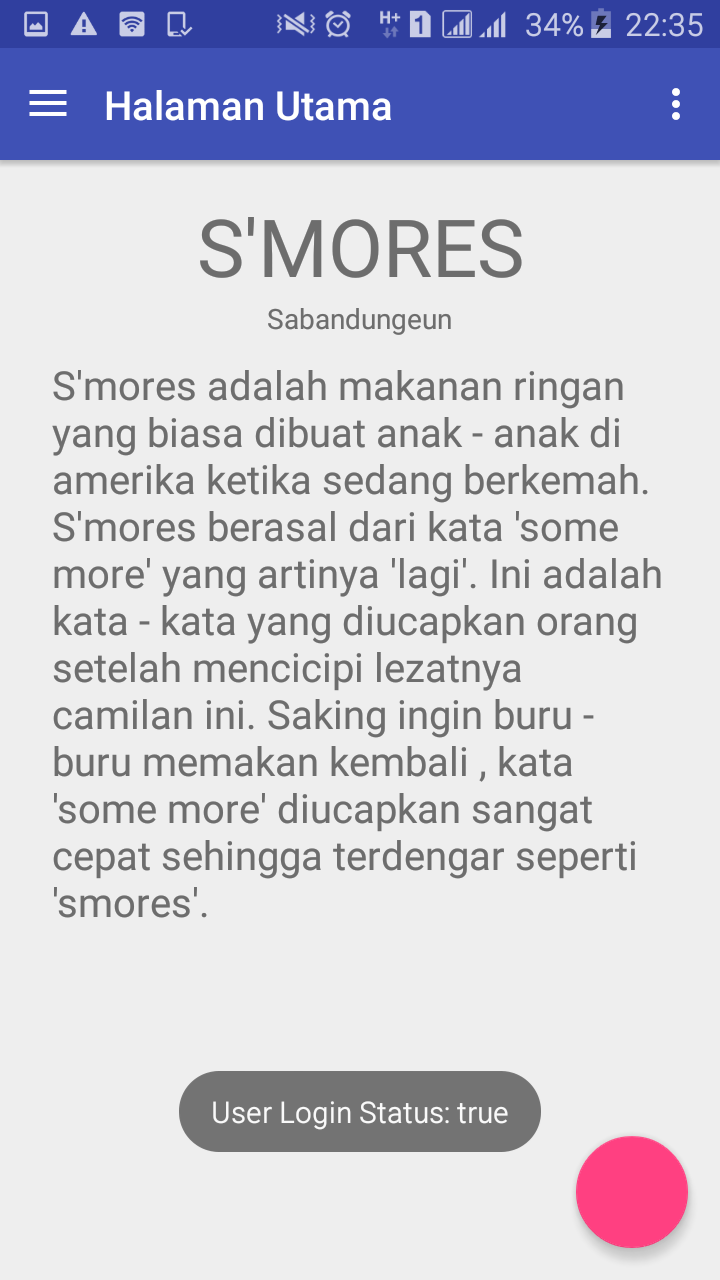 34% 22:35
Halaman Utama
S'MORES
Sabandungeun
S'mores adalah makanan ringan
yang biasa dibuat anak - anak di
amerika ketika sedang berkemah.
S'mores berasal dari kata 'some
more' yang artinya 'lagi'. Ini adalah
kata - kata yang diucapkan orang
setelah mencicipi lezatnya
camilan ini. Saking ingin buru -
buru memakan kembali , kata
'some more' diucapkan sangat
cepat sehingga terdengar seperti
'smores'.
User Login Status: true